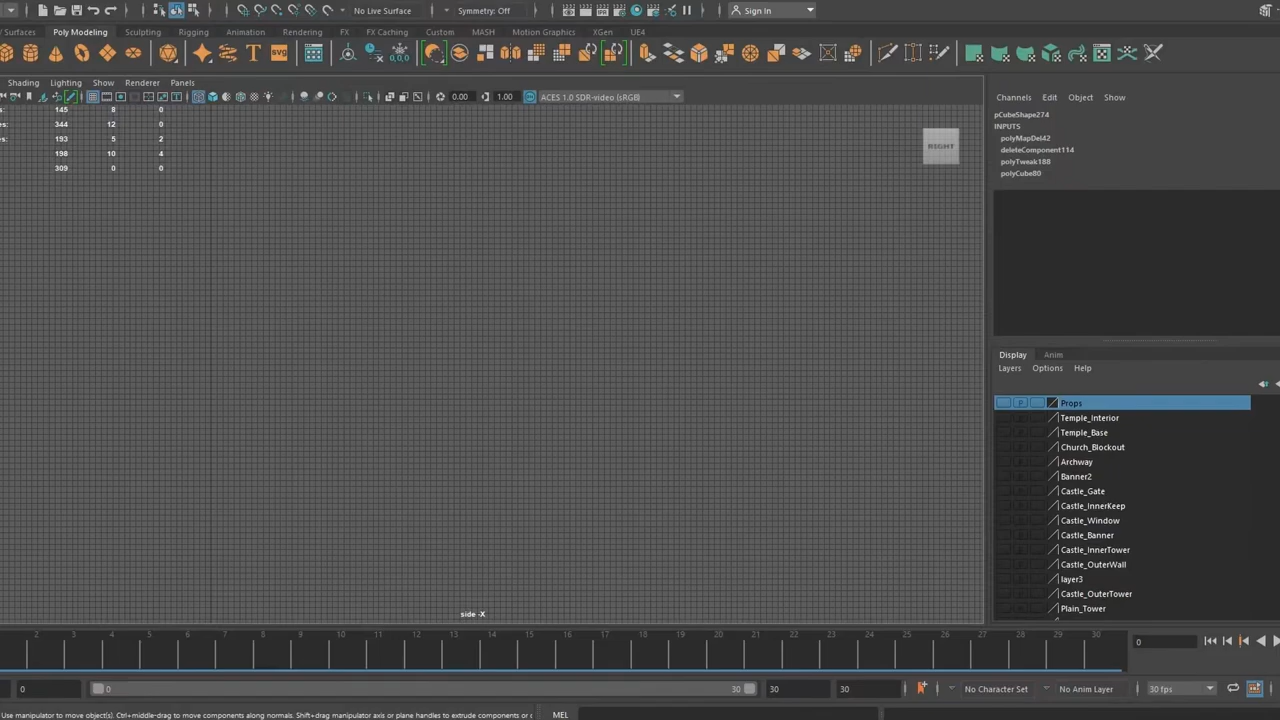 No Live Surface Symmetry: Off Sign In
Surfaces Poly Modeling Sculpting Rigging Animation Rendering FX FX Caching Custom MASH Motion Graphics XGen UE4
Shading Lighting Show Renderer Panels
0.00 1.00 ACES 1.0 SDR-video (sRGB)
145 8 0
344 12 0
193 5 2
198 10 4
309 0 0
RIGHT
side -X
Channels Edit Object Show
pCubeShape274
INPUTS
polyMapDel42
deleteComponent114
polyTweak188
polyCube80
Display Anim
Layers Options Help
P Props
Temple_Interior
Temple_Base
Church_Blockout
Archway
Banner2
Castle_Gate
Castle_InnerKeep
Castle_Window
Castle_Banner
Castle_InnerTower
Castle_OuterWall
layer3
Castle_OuterTower
Plain_Tower
2 3 4 5 6 7 8 9 10 11 12 13 14 15 16 17 18 19 20 21 22 23 24 25 26 27 28 29 30
0
0 0 30 30 30 No Character Set No Anim Layer 30 fps
Use manipulator to move object(s). Ctrl+middle-drag to move components along normals. Shift+drag manipulator axis or plane handles to extrude components or
MEL